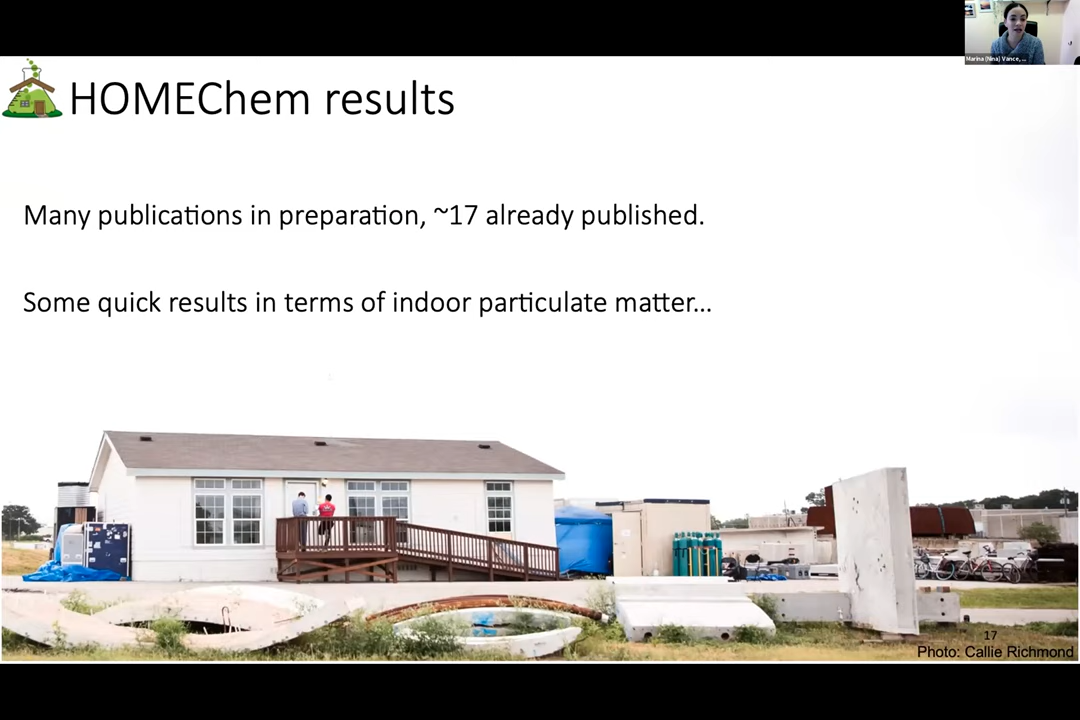 Marina (Nina) Vance, ...
HOMEChem results
Many publications in preparation, ~17 already published.
Some quick results in terms of indoor particulate matter...
17
Photo: Callie Richmond